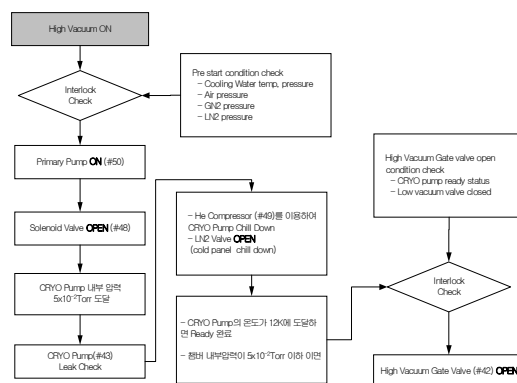 High Vacuum ON
Interlock
Check
Pre start condition check
- Cooling Water temp, pressure
- Air pressure
- GN2 pressure
- LN2 pressure
Primary Pump ON (#50)
Solenoid Valve OPEN (#48)
CRYO Pump 내부 압력
5x10⁻²Torr 도달
CRYO Pump(#43)
Leak Check
- He Compressor (#49)를 이용하여
CRYO Pump Chill Down
- LN2 Valve OPEN
(cold panel chill down)
- CRYO Pump의 온도가 12K에 도달하
면 Ready 완료
- 챔버 내부압력이 5x10⁻²Torr 이하 이면
High Vacuum Gate valve open
condition check
- CRYO pump ready status
- Low vacuum valve closed
Interlock
Check
High Vacuum Gate Valve (#42) OPEN